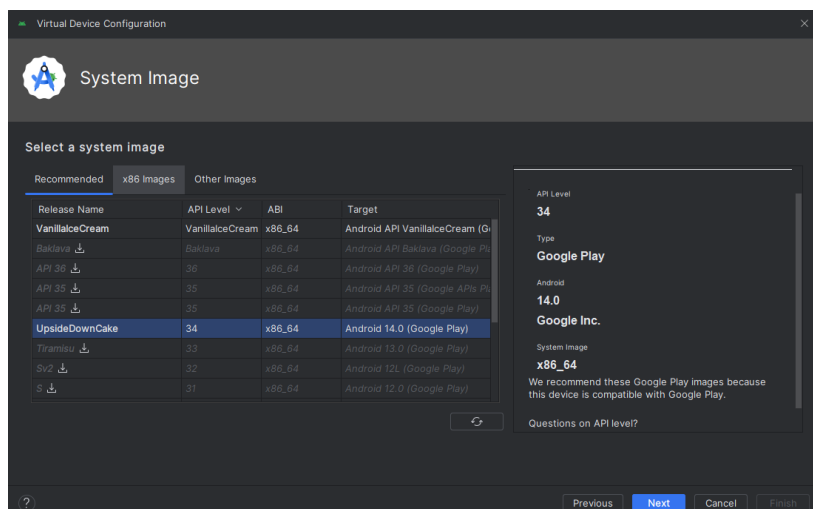 Virtual Device Configuration
System Image
Select a system image
Recommended x86 Images Other Images
Release Name API Level ABI Target
VanillaIceCream VanillaIceCream x86_64 Android API VanillaIceCream (G
Baklava Baklava x86_64 Android API Baklava (Google Pla
API 36 36 x86_64 Android API 36 (Google Play)
API 35 35 x86_64 Android API 35 (Google APIs Pl
API 35 35 x86_64 Android API 35 (Google Play)
UpsideDownCake 34 x86_64 Android 14.0 (Google Play)
Tiramisu 33 x86_64 Android 13.0 (Google Play)
Sv2 32 x86_64 Android 12L (Google Play)
S 31 x86_64 Android 12.0 (Google Play)
API Level
34
Type
Google Play
Android
14.0
Google Inc.
System Image
x86_64
We recommend these Google Play images because
this device is compatible with Google Play.
Questions on API level?
? Previous Next Cancel Finish